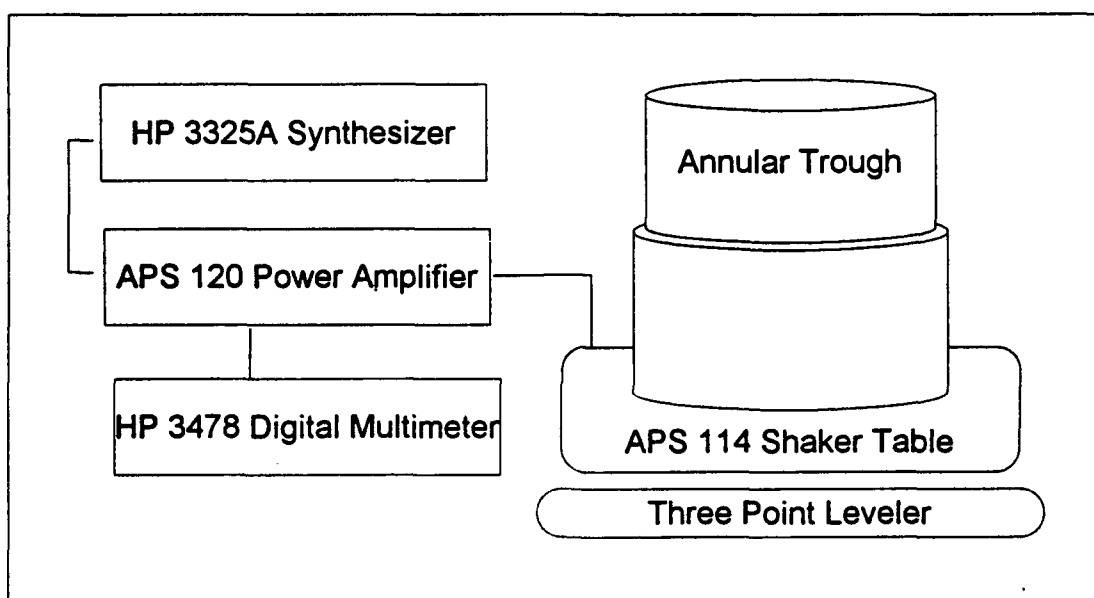 HP 3325A Synthesizer
Annular Trough
APS 120 Power Amplifier
HP 3478 Digital Multimeter
APS 114 Shaker Table
Three Point Leveler